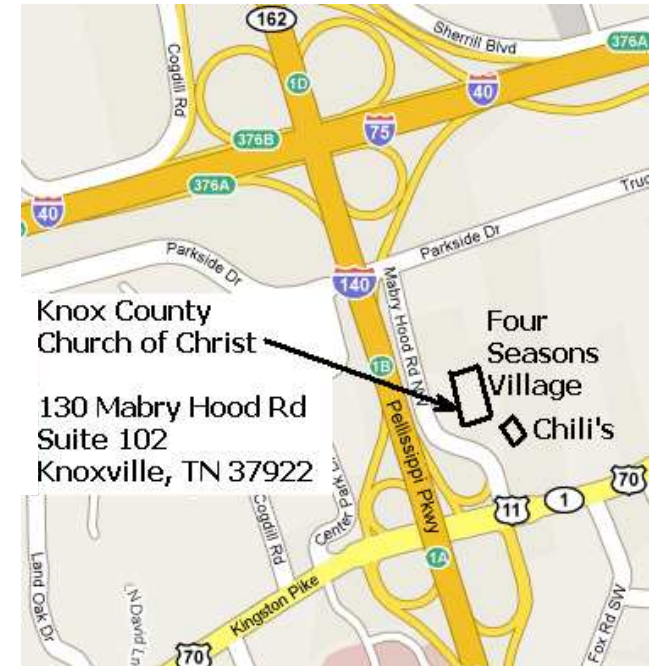 162
Sherrill Blvd
376A
Cogdill Rd
1D
40
75
376B
376A
40
Truc
Parkside Dr
Parkside Dr
140
Mabry Hood Rd NW
Knox County
Church of Christ
130 Mabry Hood Rd
Suite 102
Knoxville, TN 37922
Four
Seasons
Village
Chili's
1B
Pellissippi Pkwy
70
1
11
Center Park Dr
Cogdill Rd
1A
Land Oak Dr
N David Ln
Kingston Pike
Fox Rd SW
70